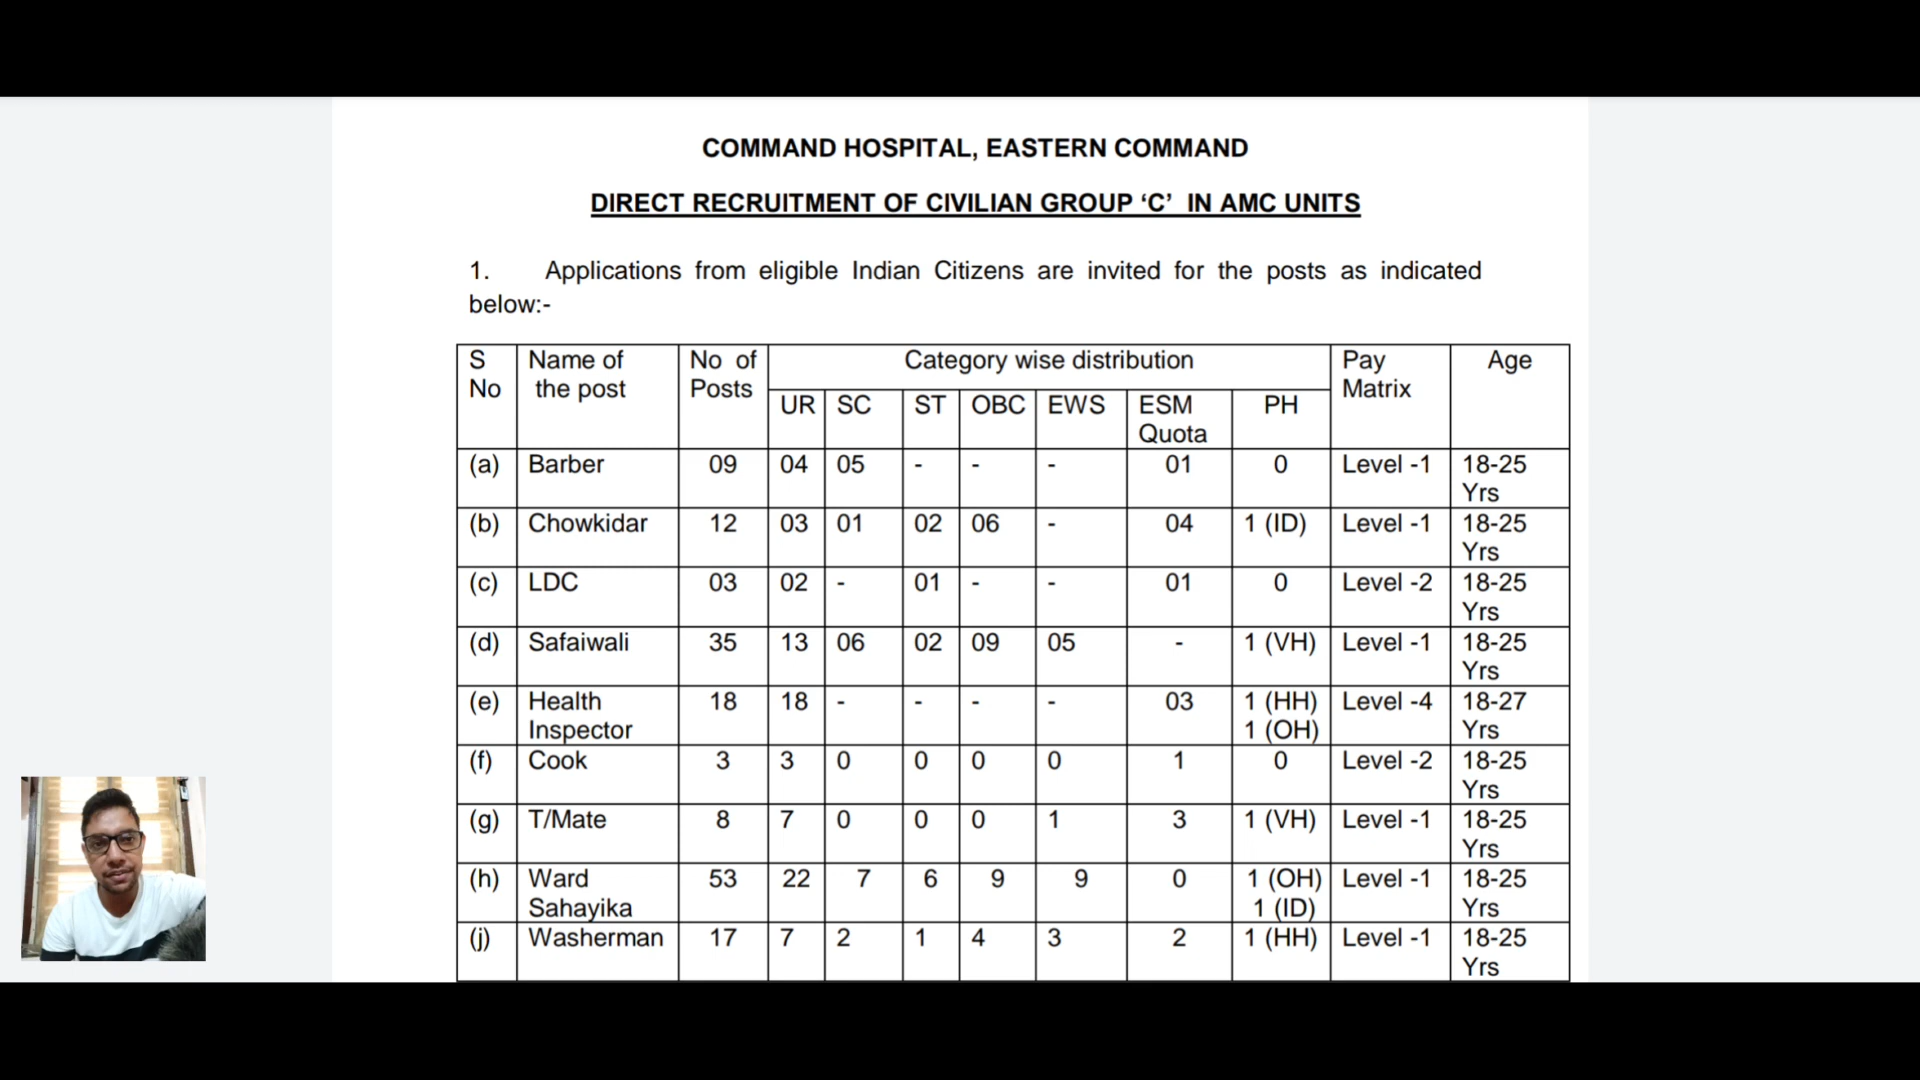 COMMAND HOSPITAL, EASTERN COMMAND
DIRECT RECRUITMENT OF CIVILIAN GROUP ‘C’ IN AMC UNITS
1. Applications from eligible Indian Citizens are invited for the posts as indicated
below:-
S No Name of the post No of Posts Category wise distribution Pay Matrix Age
UR SC ST OBC EWS ESM Quota PH
(a) Barber 09 04 05 - - - 01 0 Level -1 18-25 Yrs
(b) Chowkidar 12 03 01 02 06 - 04 1 (ID) Level -1 18-25 Yrs
(c) LDC 03 02 - 01 - - 01 0 Level -2 18-25 Yrs
(d) Safaiwali 35 13 06 02 09 05 - 1 (VH) Level -1 18-25 Yrs
(e) Health Inspector 18 18 - - - - 03 1 (HH) 1 (OH) Level -4 18-27 Yrs
(f) Cook 3 3 0 0 0 0 1 0 Level -2 18-25 Yrs
(g) T/Mate 8 7 0 0 0 1 3 1 (VH) Level -1 18-25 Yrs
(h) Ward Sahayika 53 22 7 6 9 9 0 1 (OH) 1 (ID) Level -1 18-25 Yrs
(j) Washerman 17 7 2 1 4 3 2 1 (HH) Level -1 18-25 Yrs